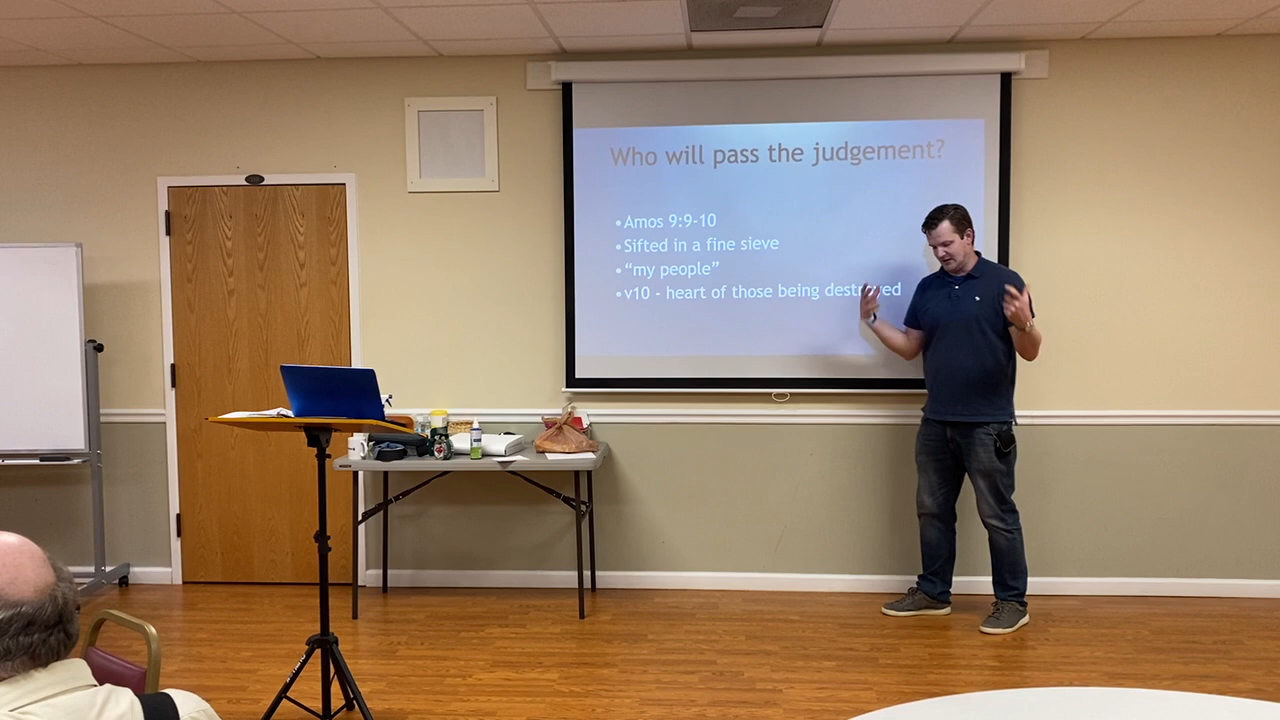 Who will pass the judgement?
•Amos 9:9-10
•Sifted in a fine sieve
•“my people”
•v10 - heart of those being destroyed